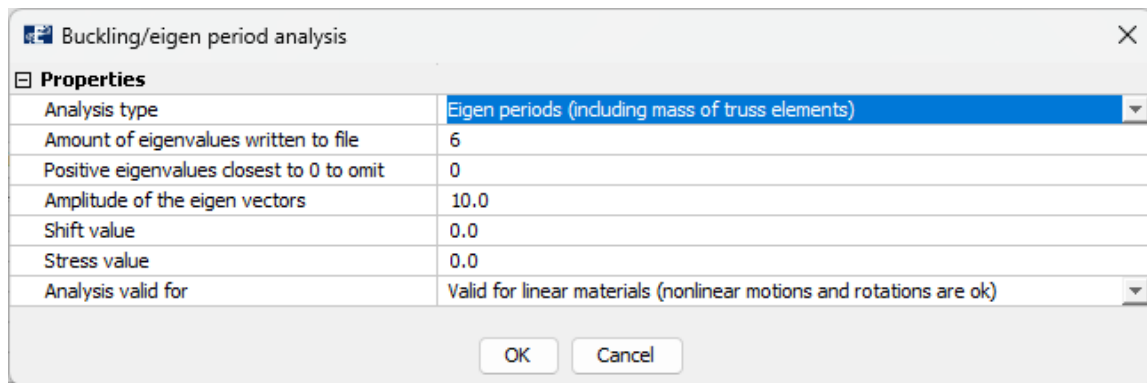 Buckling/eigen period analysis
Properties
Analysis type Eigen periods (including mass of truss elements)
Amount of eigenvalues written to file 6
Positive eigenvalues closest to 0 to omit 0
Amplitude of the eigen vectors 10.0
Shift value 0.0
Stress value 0.0
Analysis valid for Valid for linear materials (nonlinear motions and rotations are ok)
OK Cancel